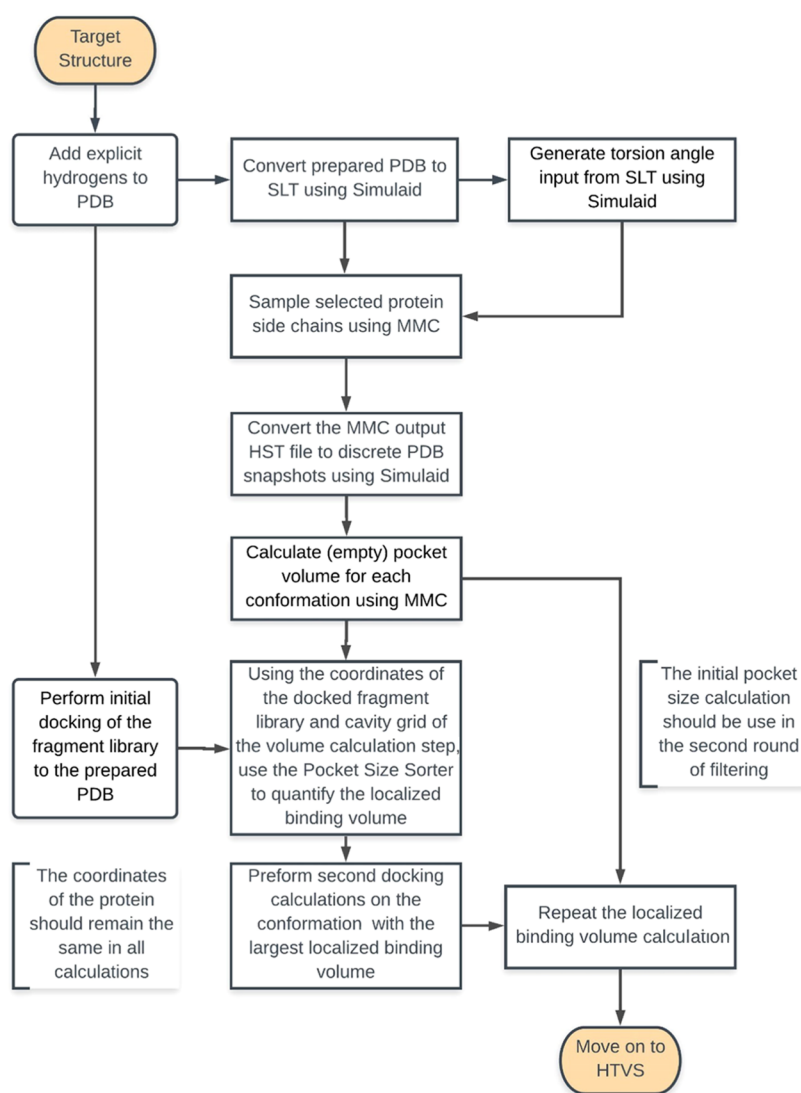 Target
Structure
Add explicit
hydrogens to
PDB
Convert prepared PDB to
SLT using Simulaid
Generate torsion angle
input from SLT using
Simulaid
Sample selected protein
side chains using MMC
Convert the MMC output
HST file to discrete PDB
snapshots using Simulaid
Calculate (empty) pocket
volume for each
conformation using MMC
Perform initial
docking of the
fragment library
to the prepared
PDB
Using the coordinates of
the docked fragment
library and cavity grid of
the volume calculation step,
use the Pocket Size Sorter
to quantify the localized
binding volume
The initial pocket
size calculation
should be use in
the second round
of filtering
The coordinates
of the protein
should remain the
same in all
calculations
Preform second docking
calculations on the
conformation with the
largest localized binding
volume
Repeat the localized
binding volume calculation
Move on to
HTVS